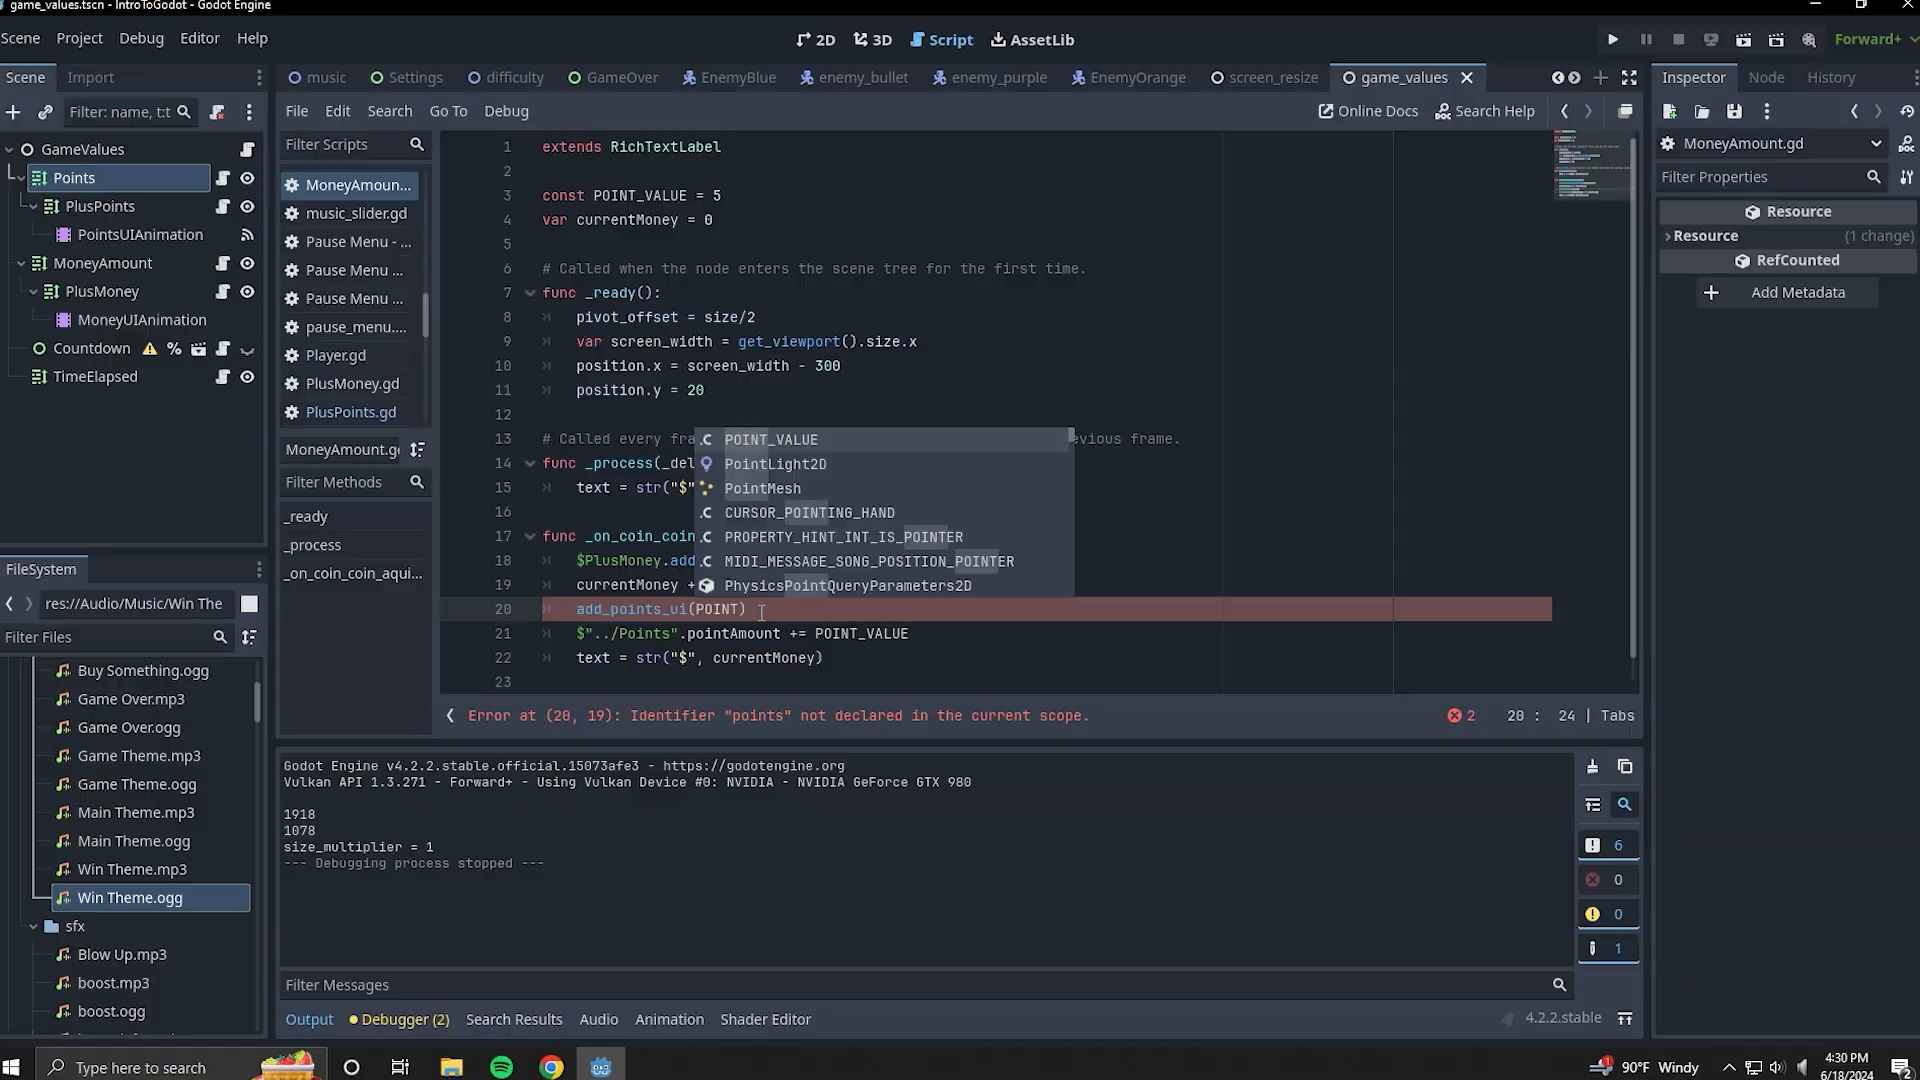 game_values.tscn - IntroToGodot - Godot Engine
Scene Project Debug Editor Help
2D 3D Script AssetLib
Forward+
Scene Import
music Settings difficulty GameOver EnemyBlue enemy_bullet enemy_purple EnemyOrange screen_resize game_values
Inspector Node History
Filter: name, t:t
File Edit Search Go To Debug
Online Docs Search Help
GameValues
Points
PlusPoints
PointsUIAnimation
MoneyAmount
PlusMoney
MoneyUIAnimation
Countdown
TimeElapsed
Filter Scripts
MoneyAmoun...
music_slider.gd
Pause Menu - ...
Pause Menu ...
Pause Menu ...
pause_menu....
Player.gd
PlusMoney.gd
PlusPoints.gd
MoneyAmount.g
Filter Methods
_ready
_process
_on_coin_coin_aqui...
1 extends RichTextLabel
2
3 const POINT_VALUE = 5
4 var currentMoney = 0
5
6 # Called when the node enters the scene tree for the first time.
7 func _ready():
8 pivot_offset = size/2
9 var screen_width = get_viewport().size.x
10 position.x = screen_width - 300
11 position.y = 20
12
13 # Called every fra evious frame.
14 func _process(_del
15 text = str("$"
16
17 func _on_coin_coin
18 $PlusMoney.add
19 currentMoney +
20 add_points_ui(POINT)
21 $"../Points".pointAmount += POINT_VALUE
22 text = str("$", currentMoney)
23
POINT_VALUE
PointLight2D
PointMesh
CURSOR_POINTING_HAND
PROPERTY_HINT_INT_IS_POINTER
MIDI_MESSAGE_SONG_POSITION_POINTER
PhysicsPointQueryParameters2D
Error at (20, 19): Identifier "points" not declared in the current scope.
2 20 : 24 | Tabs
MoneyAmount.gd
Filter Properties
Resource
Resource (1 change)
RefCounted
Add Metadata
FileSystem
res://Audio/Music/Win The
Filter Files
Buy Something.ogg
Game Over.mp3
Game Over.ogg
Game Theme.mp3
Game Theme.ogg
Main Theme.mp3
Main Theme.ogg
Win Theme.mp3
Win Theme.ogg
sfx
Blow Up.mp3
boost.mp3
boost.ogg
Godot Engine v4.2.2.stable.official.15073afe3 - https://godotengine.org
Vulkan API 1.3.271 - Forward+ - Using Vulkan Device #0: NVIDIA - NVIDIA GeForce GTX 980
1918
1078
size_multiplier = 1
--- Debugging process stopped ---
6
0
0
1
Filter Messages
Output Debugger (2) Search Results Audio Animation Shader Editor
4.2.2.stable
Type here to search
1
90°F Windy
4:30 PM
6/18/2024
2